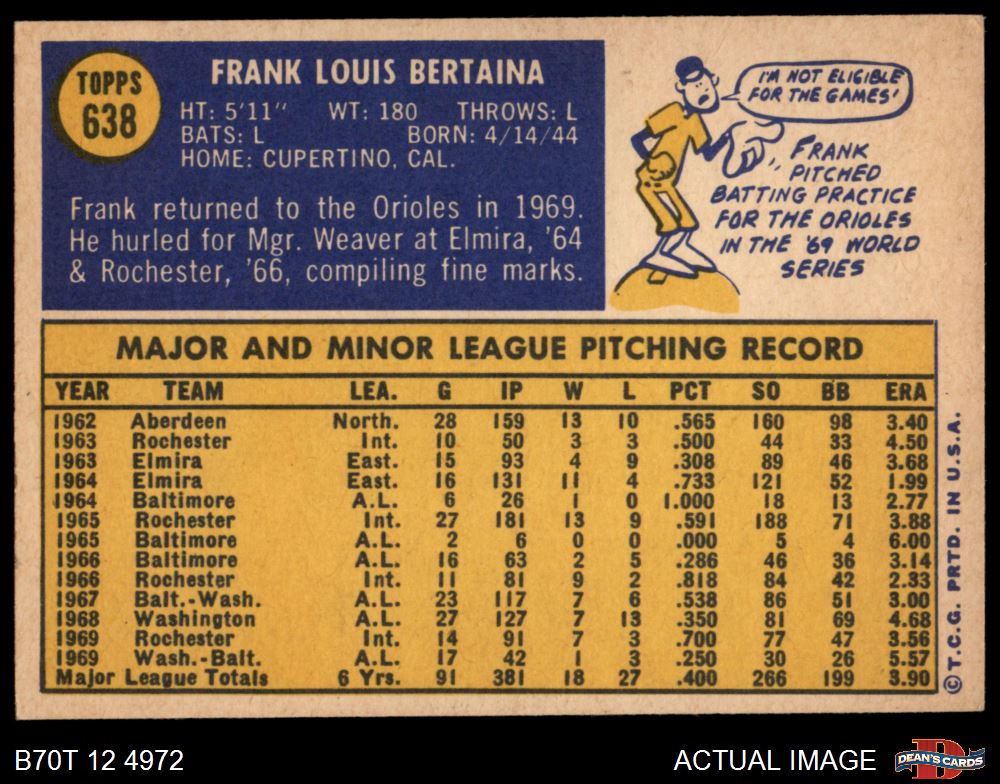 TOPPS
638
FRANK LOUIS BERTAINA
HT: 5'11" WT: 180 THROWS: L
BATS: L BORN: 4/14/44
HOME: CUPERTINO, CAL.
Frank returned to the Orioles in 1969.
He hurled for Mgr. Weaver at Elmira, '64
& Rochester, '66, compiling fine marks.
I'M NOT ELIGIBLE
FOR THE GAMES!
FRANK
PITCHED
BATTING PRACTICE
FOR THE ORIOLES
IN THE '69 WORLD
SERIES
MAJOR AND MINOR LEAGUE PITCHING RECORD
YEAR TEAM LEA. G IP W L PCT SO BB ERA
1962 Aberdeen North. 28 159 13 10 .565 160 98 3.40
1963 Rochester Int. 10 50 3 3 .500 44 33 4.50
1963 Elmira East. 15 93 4 9 .308 89 46 3.68
1964 Elmira East. 16 131 11 4 .733 121 52 1.99
1964 Baltimore A.L. 6 26 1 0 1.000 18 13 2.77
1965 Rochester Int. 27 181 13 9 .591 188 71 3.88
1965 Baltimore A.L. 2 6 0 0 .000 5 4 6.00
1966 Baltimore A.L. 16 63 2 5 .286 46 36 3.14
1966 Rochester Int. 11 81 9 2 .818 84 42 2.33
1967 Balt.-Wash. A.L. 23 117 7 6 .538 86 51 3.00
1968 Washington A.L. 27 127 7 13 .350 81 69 4.68
1969 Rochester Int. 14 91 7 3 .700 77 47 3.56
1969 Wash.-Balt. A.L. 17 42 1 3 .250 30 26 5.57
Major League Totals 6 Yrs. 91 381 18 27 .400 266 199 3.90
© T.C.G. PRTD. IN U.S.A.
B70T 12 4972
ACTUAL IMAGE
D
DEAN'S CARDS